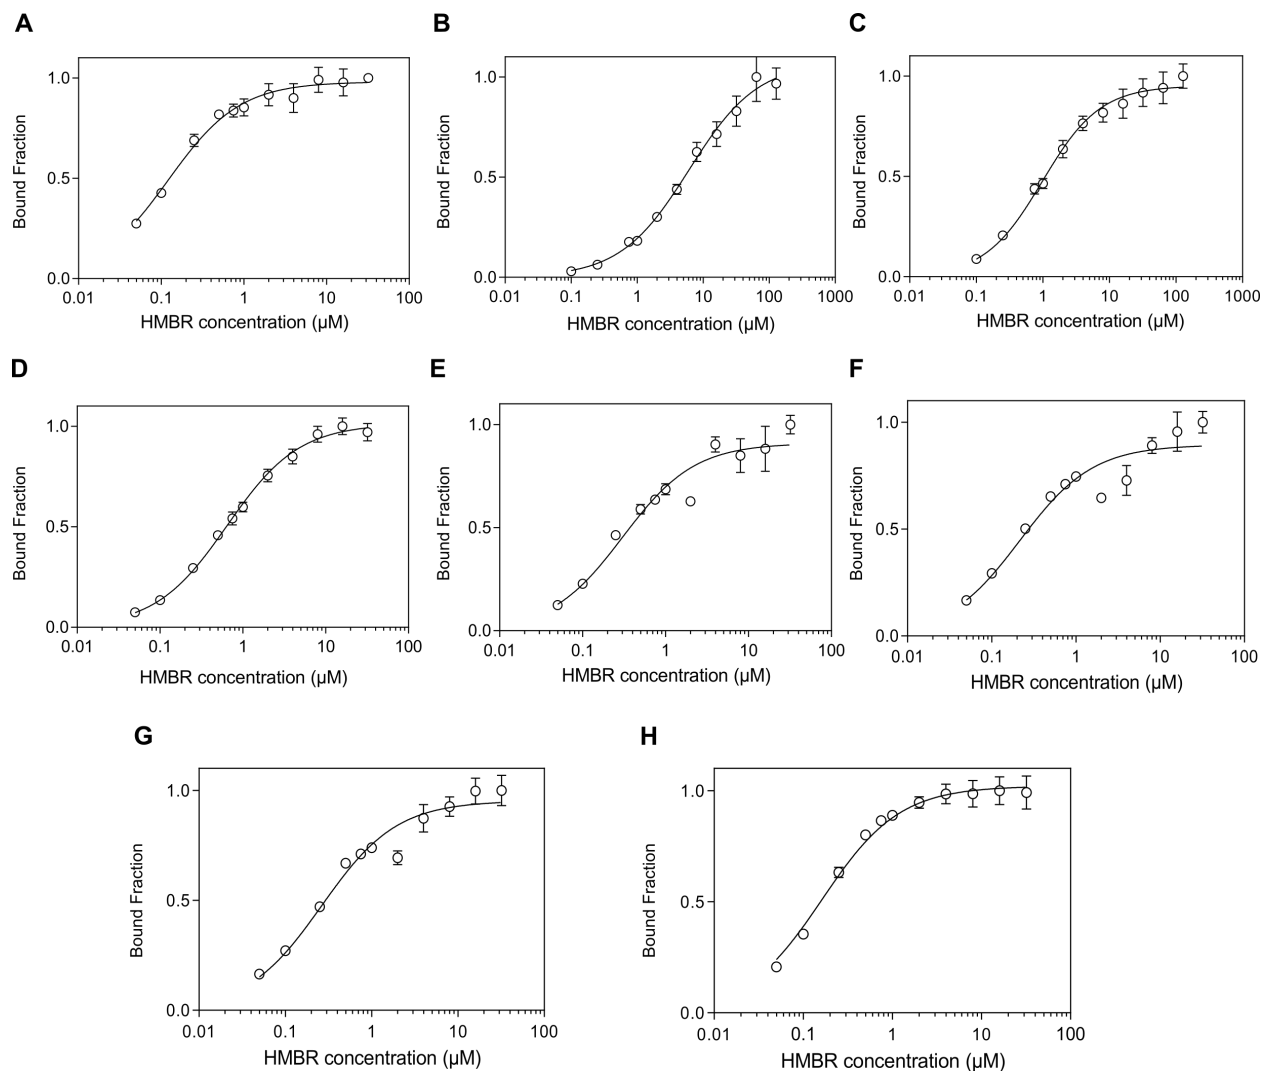 A
Bound Fraction
1.0
0.5
0.0
0.01 0.1 1 10 100
HMBR concentration (µM)
B
Bound Fraction
1.0
0.5
0.0
0.01 0.1 1 10 100 1000
HMBR concentration (µM)
C
Bound Fraction
1.0
0.5
0.0
0.01 0.1 1 10 100 1000
HMBR concentration (µM)
D
Bound Fraction
1.0
0.5
0.0
0.01 0.1 1 10 100
HMBR concentration (µM)
E
Bound Fraction
1.0
0.5
0.0
0.01 0.1 1 10 100
HMBR concentration (µM)
F
Bound Fraction
1.0
0.5
0.0
0.01 0.1 1 10 100
HMBR concentration (µM)
G
Bound Fraction
1.0
0.5
0.0
0.01 0.1 1 10 100
HMBR concentration (µM)
H
Bound Fraction
1.0
0.5
0.0
0.01 0.1 1 10 100
HMBR concentration (µM)